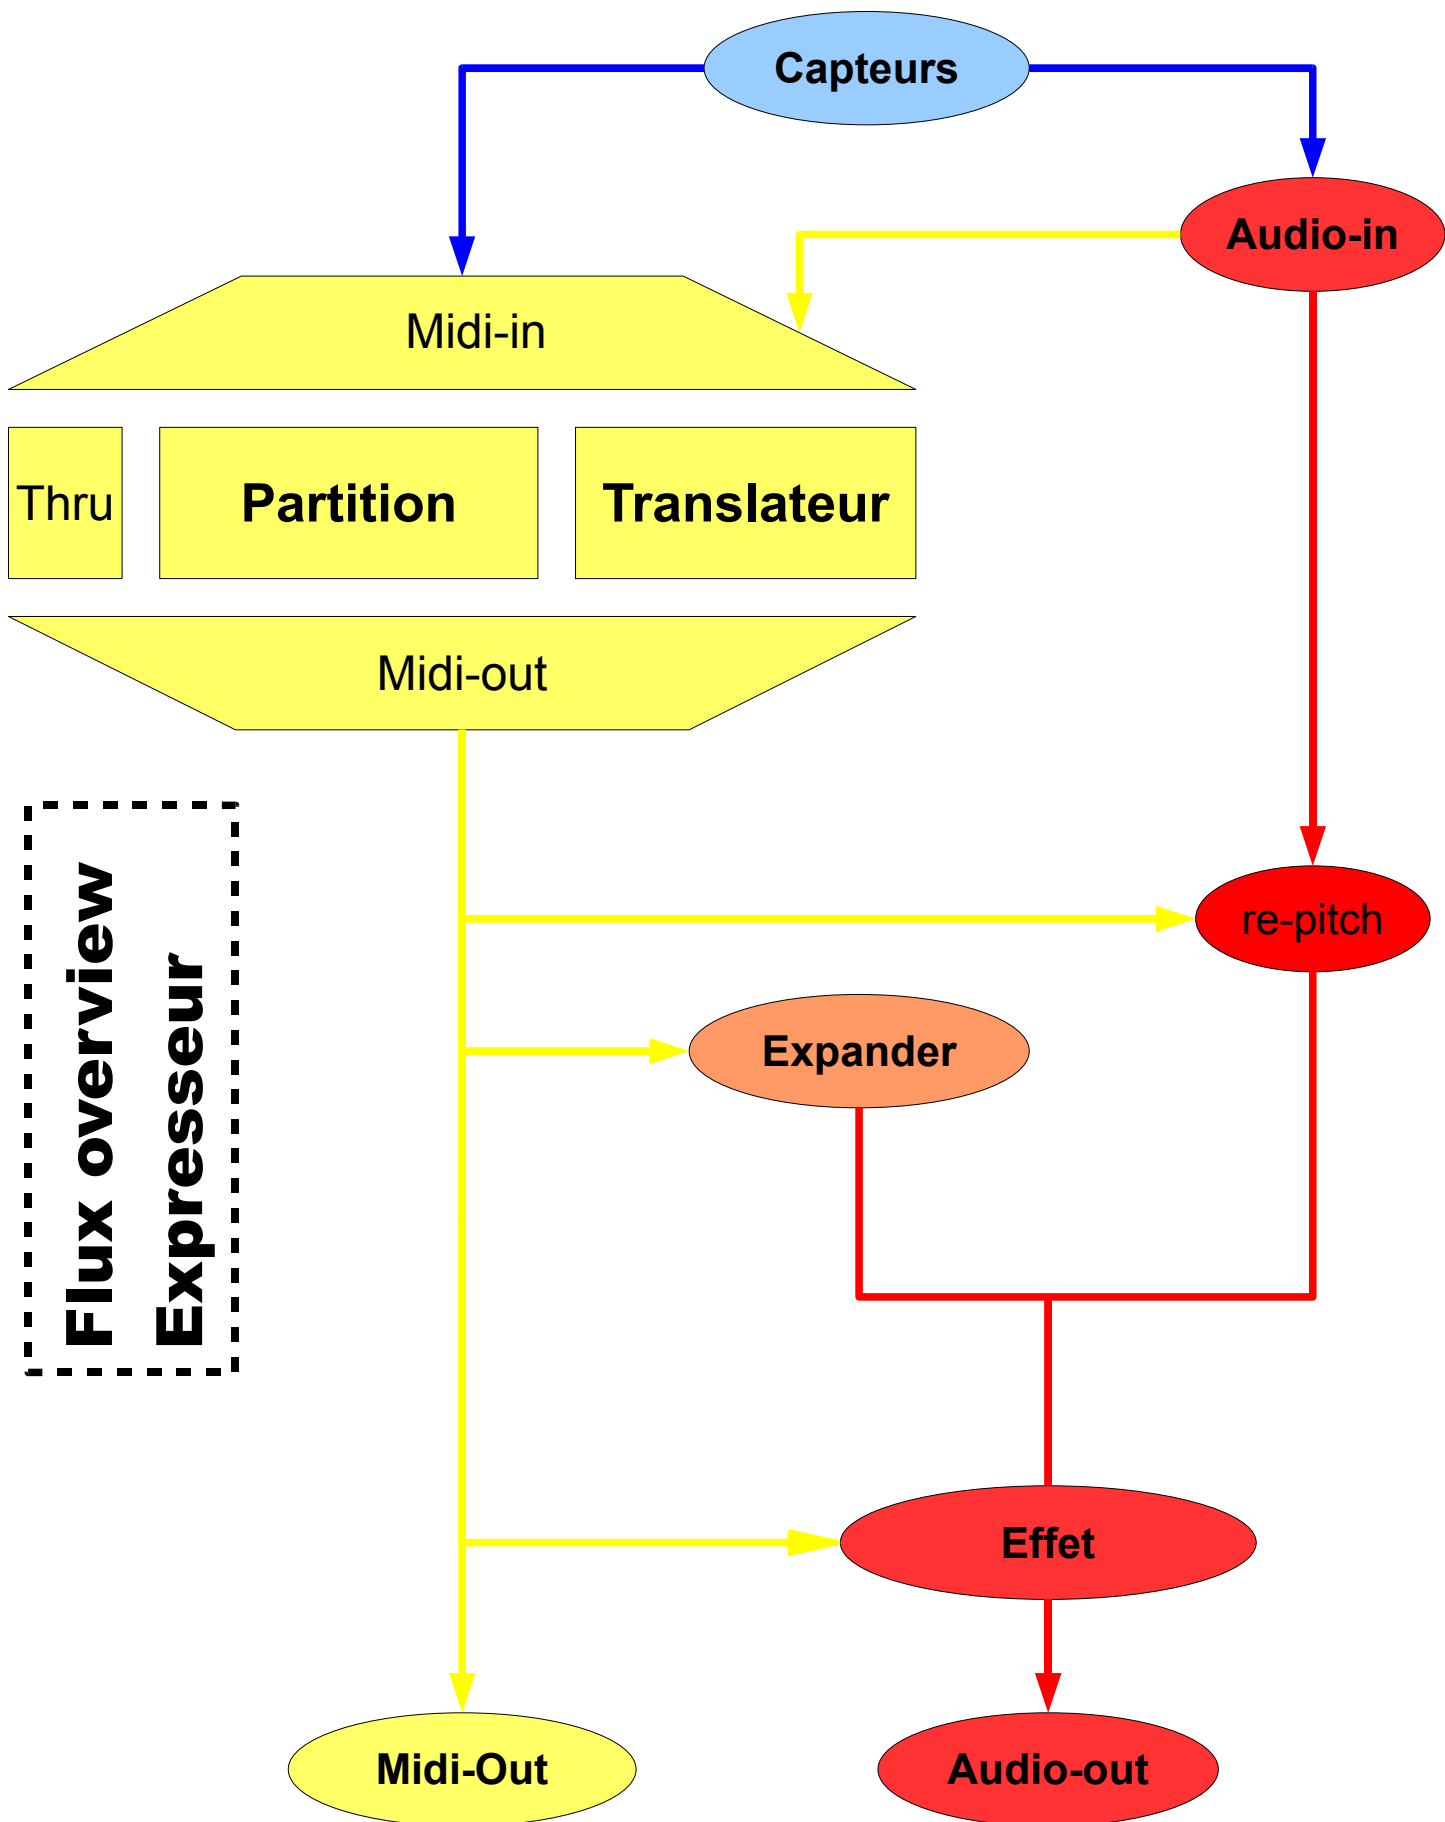 Capteurs
Audio-in
Midi-in
Thru
Partition
Translateur
Midi-out
Flux overview
Expresseur
re-pitch
Expander
Effet
Midi-Out
Audio-out